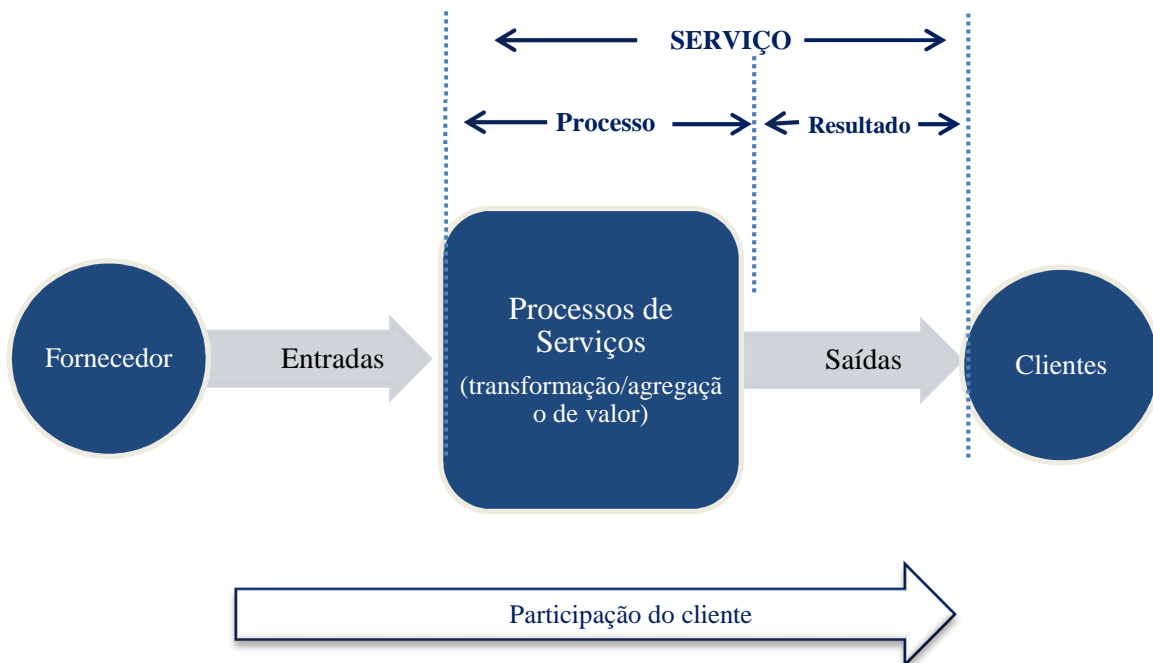 SERVIÇO
Processo
Resultado
Fornecedor
Entradas
Processos de
Serviços
(transformação/agregaçã
o de valor)
Saídas
Clientes
Participação do cliente